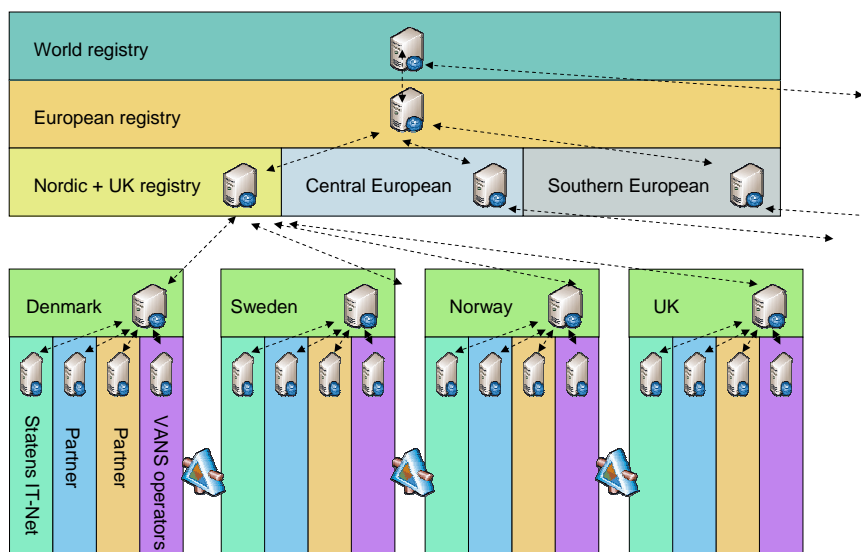 World registry
European registry
Nordic + UK registry
Central European
Southern European
Denmark
Sweden
Norway
UK
Statens IT-Net
Partner
Partner
VANS operators